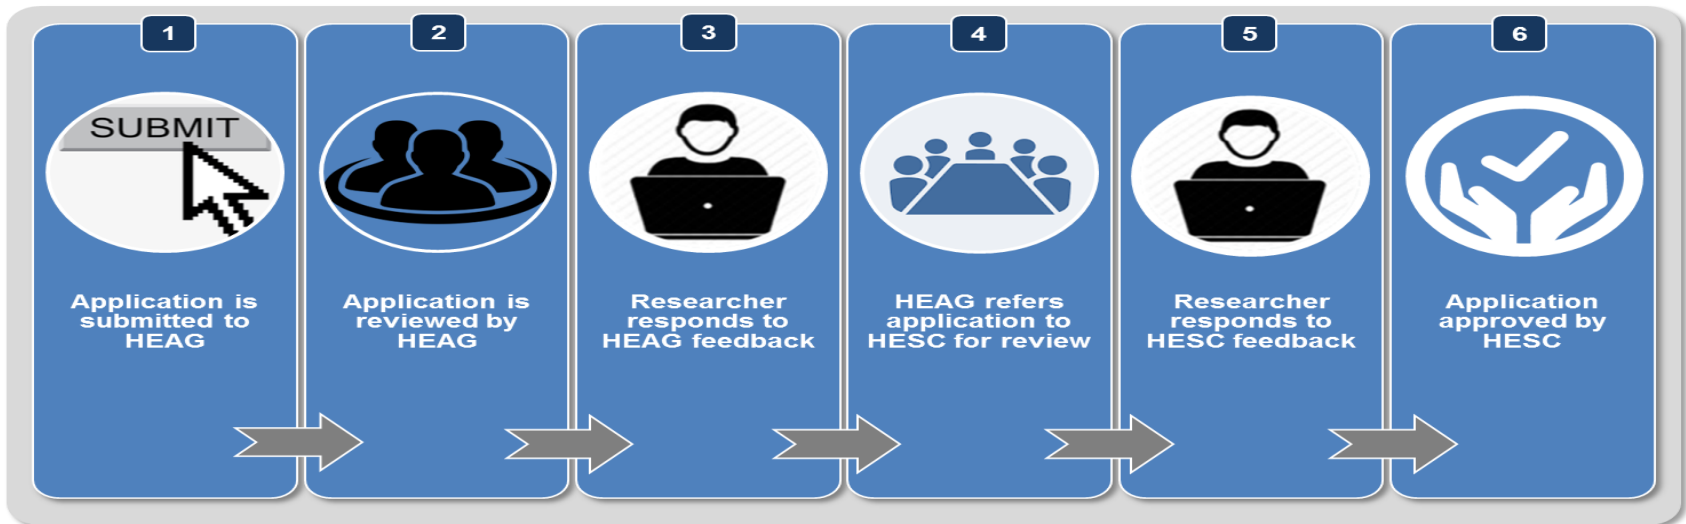 1
SUBMIT
Application is
submitted to
HEAG
2
Application is
reviewed by
HEAG
3
Researcher
responds to
HEAG feedback
4
HEAG refers
application to
HESC for review
5
Researcher
responds to
HESC feedback
6
Application
approved by
HESC